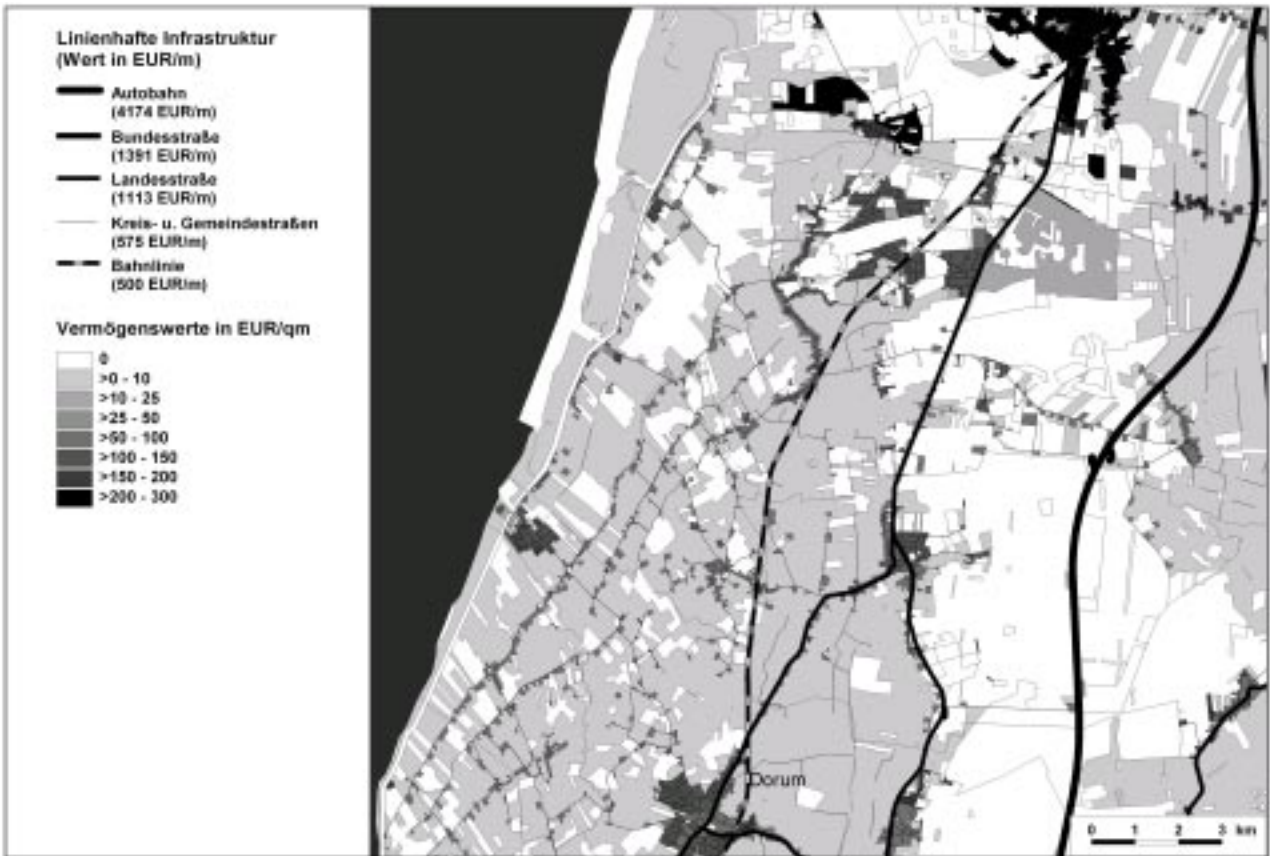 Linienhafte Infrastruktur
(Wert in EUR/m)
Autobahn
(4174 EUR/m)
Bundesstraße
(1391 EUR/m)
Landesstraße
(1113 EUR/m)
Kreis- u. Gemeindestraßen
(575 EUR/m)
Bahnlinie
(500 EUR/m)
Vermögenswerte in EUR/qm
0
>0 - 10
>10 - 25
>25 - 50
>50 - 100
>100 - 150
>150 - 200
>200 - 300
Dorum
0 1 2 3 km